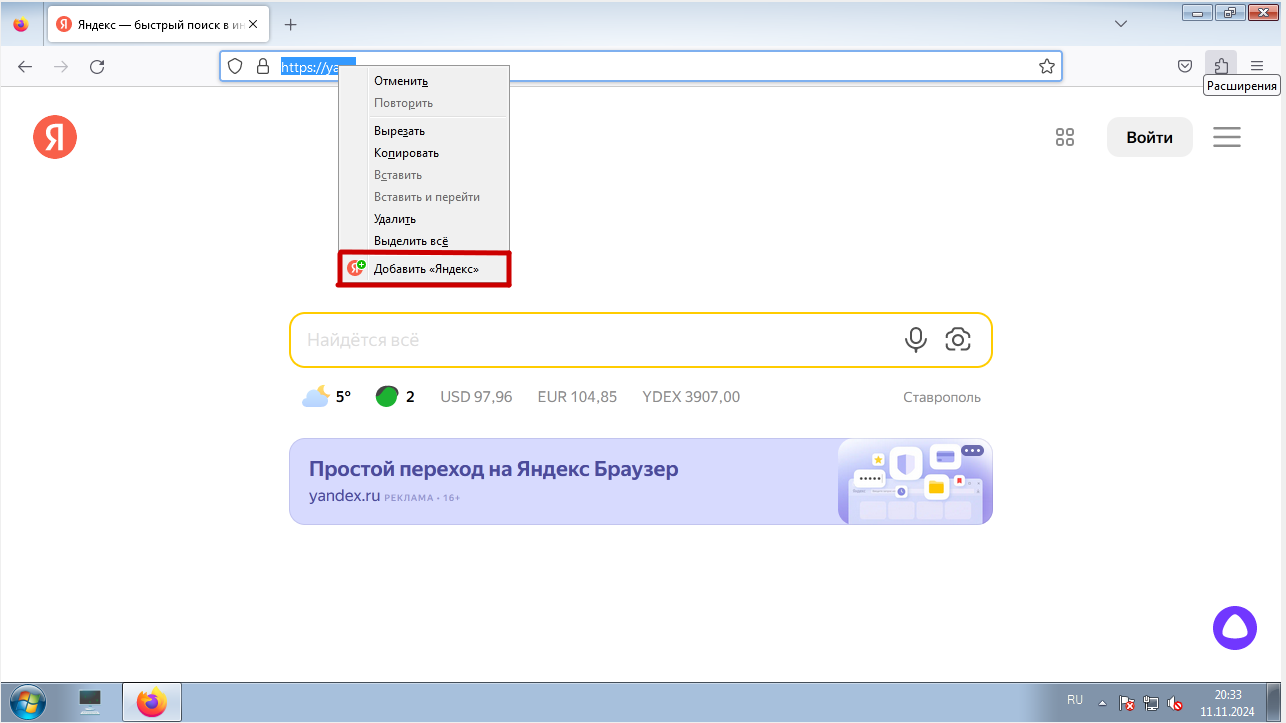 Яндекс — быстрый поиск в ин
https://ya
Расширения
Отменить
Повторить
Вырезать
Копировать
Вставить
Вставить и перейти
Удалить
Выделить всё
Добавить «Яндекс»
Я
Войти
Найдётся всё
5° 2 USD 97,96 EUR 104,85 YDEX 3907,00 Ставрополь
Простой переход на Яндекс Браузер
yandex.ru РЕКЛАМА • 16+
RU
20:33
11.11.2024